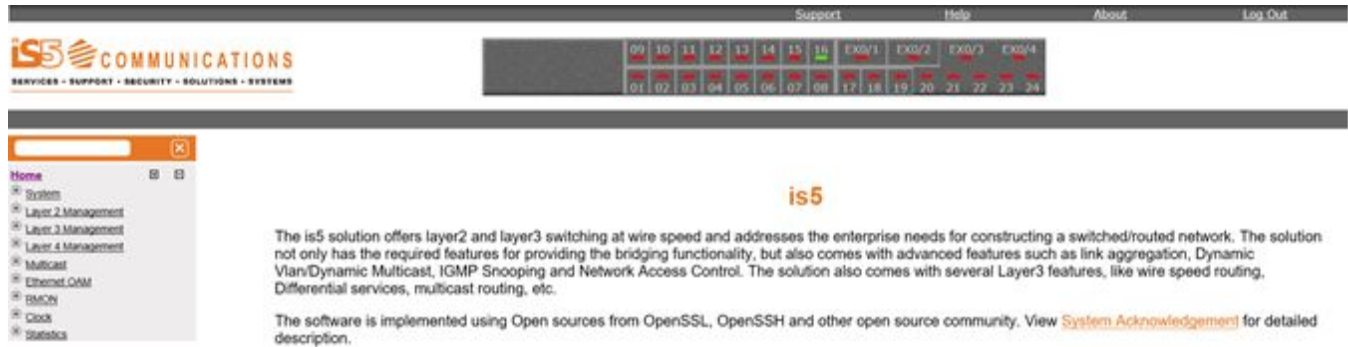 Support Help About Log Out
iS5 COMMUNICATIONS
SERVICES • SUPPORT • SECURITY • SOLUTIONS • SYSTEMS
09 10 11 12 13 14 15 16 EX0/1 EX0/2 EX0/3 EX0/4
01 02 03 04 05 06 07 08 17 18 19 20 21 22 23 24
Home
System
Layer 2 Management
Layer 3 Management
Layer 4 Management
Multicast
Ethernet OAM
RMON
Clock
Statistics
is5
The is5 solution offers layer2 and layer3 switching at wire speed and addresses the enterprise needs for constructing a switched/routed network. The solution
not only has the required features for providing the bridging functionality, but also comes with advanced features such as link aggregation, Dynamic
Vlan/Dynamic Multicast, IGMP Snooping and Network Access Control. The solution also comes with several Layer3 features, like wire speed routing,
Differential services, multicast routing, etc.
The software is implemented using Open sources from OpenSSL, OpenSSH and other open source community. View System Acknowledgement for detailed
description.